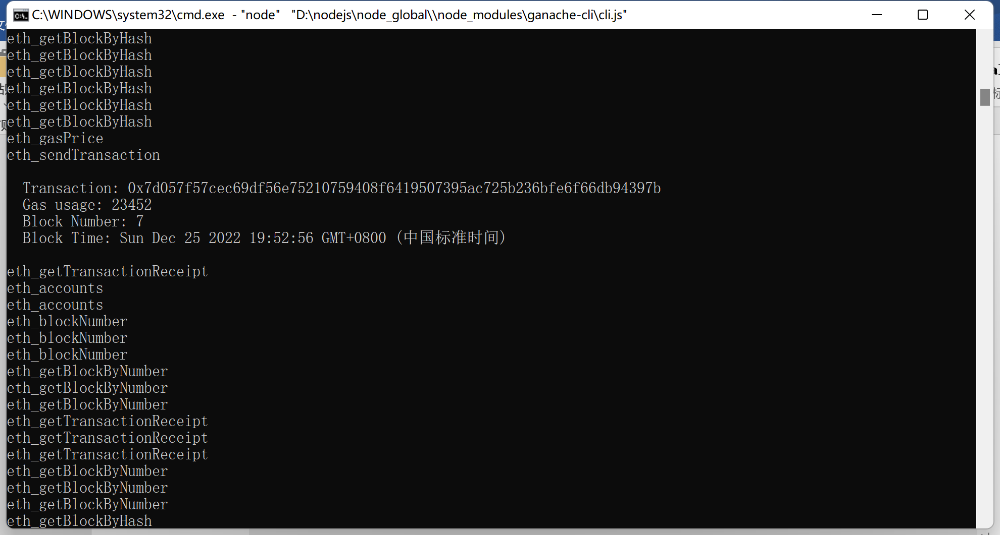 C:\WINDOWS\system32\cmd.exe - "node" "D:\nodejs\node_global\\node_modules\ganache-cli\cli.js"
eth_getBlockByHash
eth_getBlockByHash
eth_getBlockByHash
eth_getBlockByHash
eth_getBlockByHash
eth_getBlockByHash
eth_gasPrice
eth_sendTransaction
Transaction: 0x7d057f57cec69df56e75210759408f6419507395ac725b236bfe6f66db94397b
Gas usage: 23452
Block Number: 7
Block Time: Sun Dec 25 2022 19:52:56 GMT+0800 (中国标准时间)
eth_getTransactionReceipt
eth_accounts
eth_accounts
eth_blockNumber
eth_blockNumber
eth_blockNumber
eth_getBlockByNumber
eth_getBlockByNumber
eth_getBlockByNumber
eth_getTransactionReceipt
eth_getTransactionReceipt
eth_getTransactionReceipt
eth_getBlockByNumber
eth_getBlockByNumber
eth_getBlockByNumber
eth_getBlockByHash